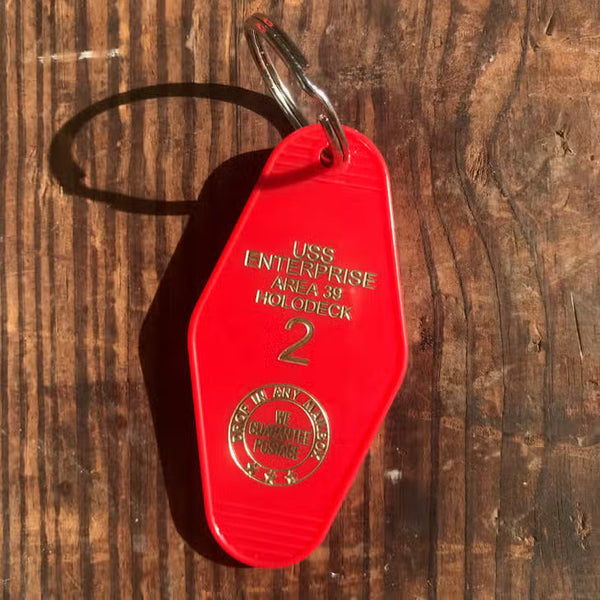 USS
ENTERPRISE
AREA 39
HOLODECK
2
DROP IN ANY MAILBOX
WE
GUARANTEE
POSTAGE